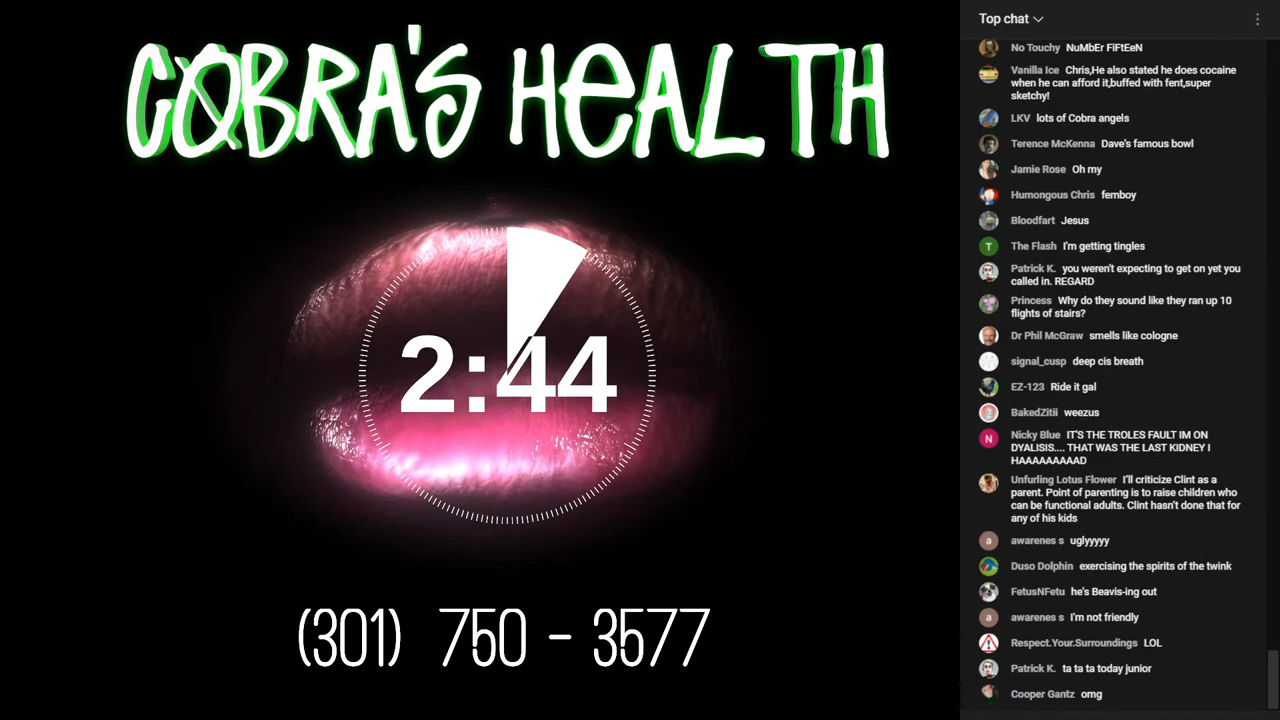 COBRA'S HEALTH
2:44
(301) 750 - 3577
Top chat
No Touchy NuMbEr FiFtEeN
Vanilla Ice Chris,He also stated he does cocaine
when he can afford it,buffed with fent,super
sketchy!
LKV lots of Cobra angels
Terence McKenna Dave's famous bowl
Jamie Rose Oh my
Humongous Chris femboy
Bloodfart Jesus
T The Flash I'm getting tingles
Patrick K. you weren't expecting to get on yet you
called in. REGARD
Princess Why do they sound like they ran up 10
flights of stairs?
Dr Phil McGraw smells like cologne
signal_cusp deep cis breath
EZ-123 Ride it gal
BakedZitii weezus
N Nicky Blue IT'S THE TROLES FAULT IM ON
DYALISIS.... THAT WAS THE LAST KIDNEY I
HAAAAAAAAD
Unfurling Lotus Flower I'll criticize Clint as a
parent. Point of parenting is to raise children who
can be functional adults. Clint hasn't done that for
any of his kids
a awarenes s uglyyyyy
Duso Dolphin exercising the spirits of the twink
FetusNFetu he's Beavis-ing out
a awarenes s I'm not friendly
Respect.Your.Surroundings LOL
Patrick K. ta ta ta today junior
Cooper Gantz omg